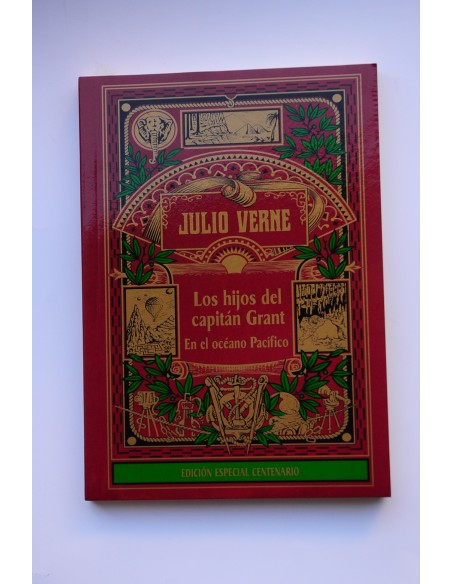 JULIO VERNE
Los hijos del
capitán Grant
En el océano Pacífico
EDICIÓN ESPECIAL CENTENARIO